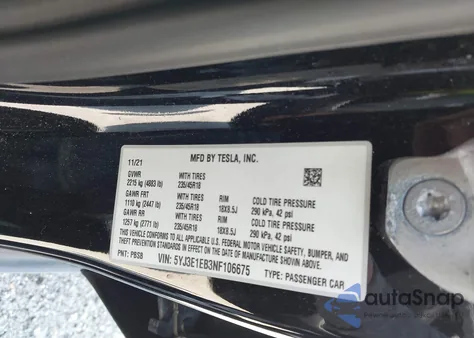 MFD BY TESLA, INC.
11/21
GVWR WITH TIRES
2215 kg (4883 lb) 235/45R18
GAWR FRT WITH TIRES RIM COLD TIRE PRESSURE
1110 kg (2447 lb) 235/45R18 18X8.5J 290 kPa, 42 psi
GAWR RR WITH TIRES RIM COLD TIRE PRESSURE
1257 kg (2771 lb) 235/45R18 18X8.5J 290 kPa, 42 psi
THIS VEHICLE CONFORMS TO ALL APPLICABLE U.S. FEDERAL MOTOR VEHICLE SAFETY, BUMPER, AND
THEFT PREVENTION STANDARDS IN EFFECT ON THE DATE OF MANUFACTURE SHOWN ABOVE.
PNT: PBSB VIN: 5YJ3E1EB3NF106675 TYPE: PASSENGER CAR
autoSnap